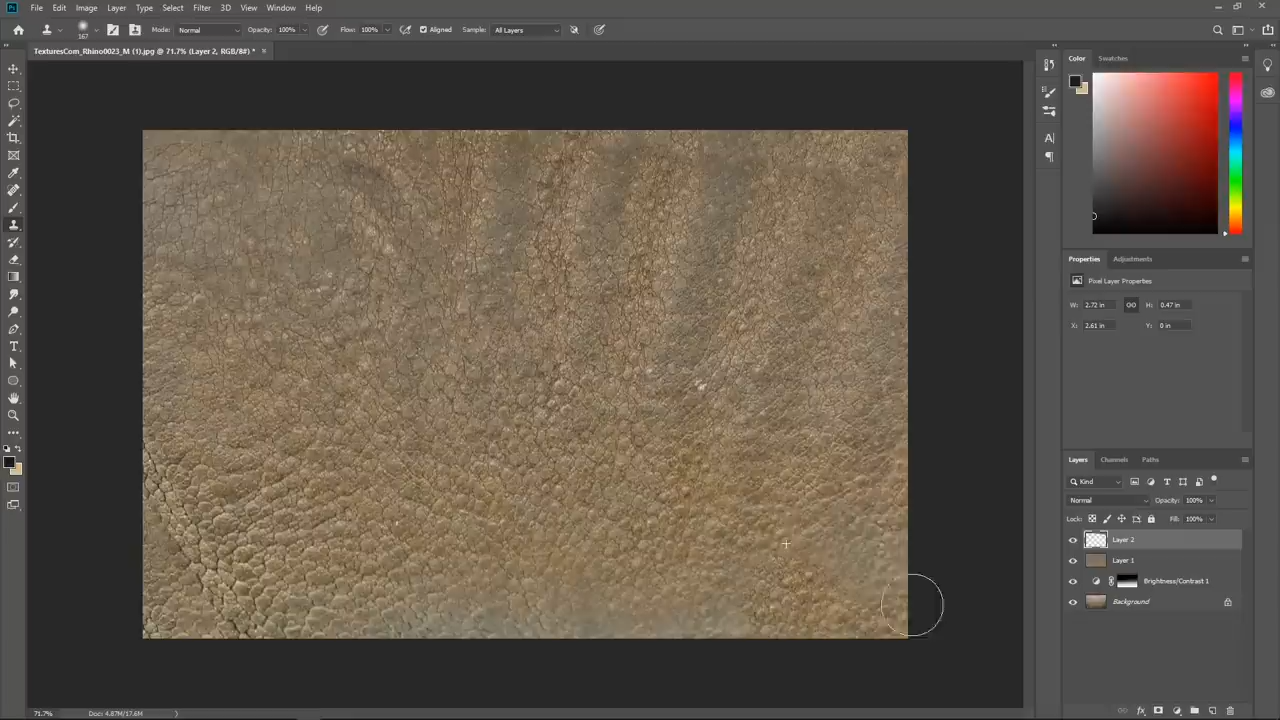 Ps File Edit Image Layer Type Select Filter 3D View Window Help
167 Mode: Normal Opacity: 100% Flow: 100% Aligned Sample: All Layers
TexturesCom_Rhino0023_M (1).jpg @ 71.7% (Layer 2, RGB/8#) *
Color Swatches
Properties Adjustments
Pixel Layer Properties
W: 2.72 in H: 0.47 in
X: 2.61 in Y: 0 in
Layers Channels Paths
Kind
Normal Opacity: 100%
Lock: Fill: 100%
Layer 2
Layer 1
Brightness/Contrast 1
Background
71.7% Doc: 4.87M/17.6M